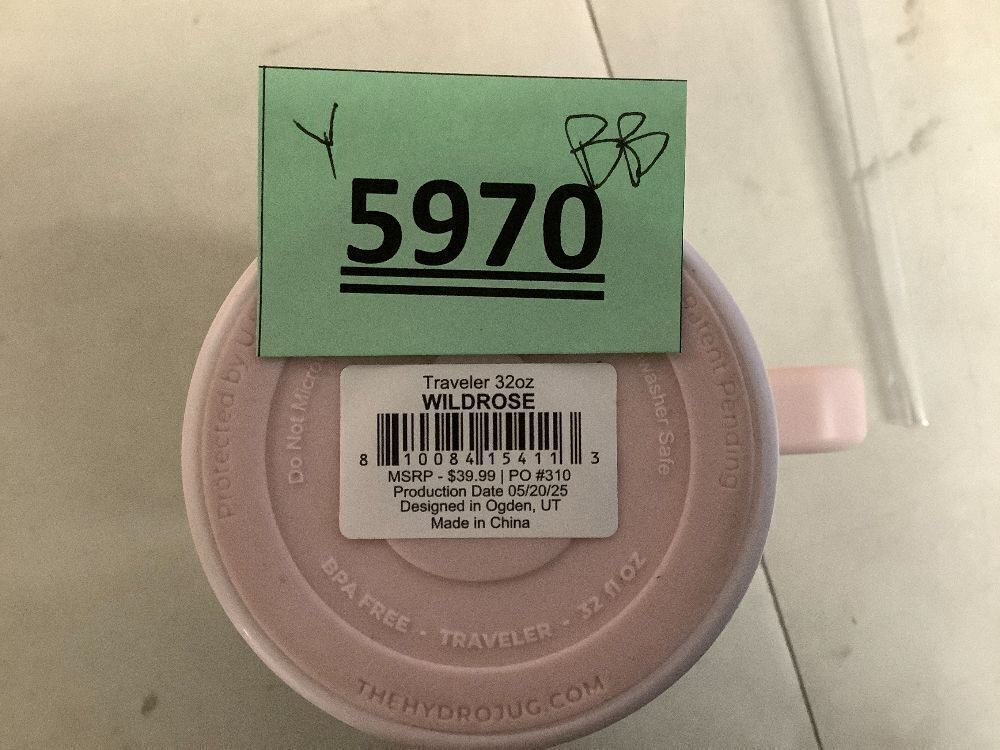 Y BB
5970
Protected by U
Patent Pending
Do Not Micro
washer Safe
Traveler 32oz
WILDROSE
8 10084 15411 3
MSRP - $39.99 | PO #310
Production Date 05/20/25
Designed in Ogden, UT
Made in China
BPA FREE · TRAVELER · 32 fl OZ
THEHYDROJUG.COM